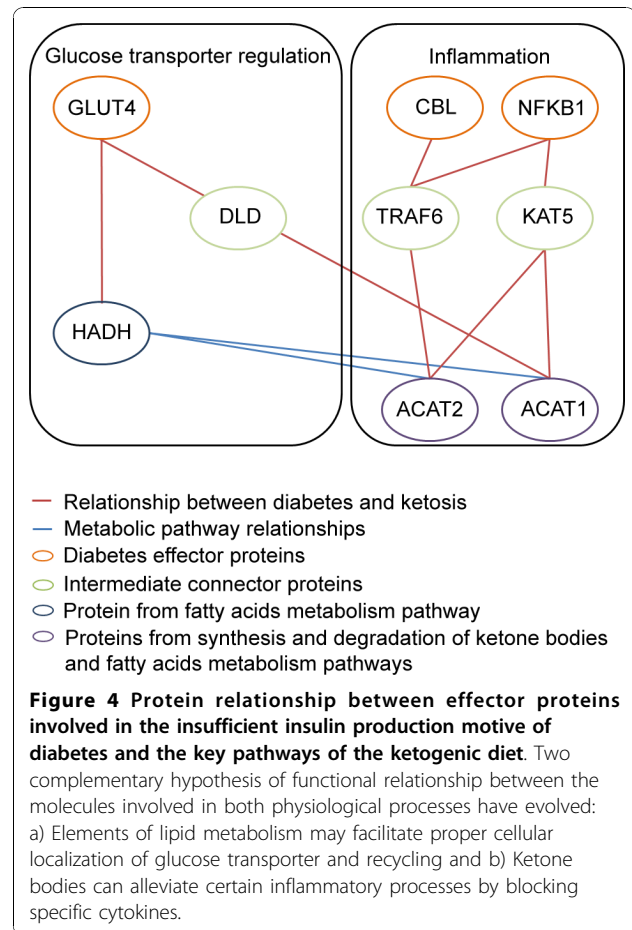 Glucose transporter regulation
Inflammation
GLUT4
CBL
NFKB1
DLD
TRAF6
KAT5
HADH
ACAT2
ACAT1
Relationship between diabetes and ketosis
Metabolic pathway relationships
Diabetes effector proteins
Intermediate connector proteins
Protein from fatty acids metabolism pathway
Proteins from synthesis and degradation of ketone bodies
and fatty acids metabolism pathways
Figure 4 Protein relationship between effector proteins
involved in the insufficient insulin production motive of
diabetes and the key pathways of the ketogenic diet. Two
complementary hypothesis of functional relationship between the
molecules involved in both physiological processes have evolved:
a) Elements of lipid metabolism may facilitate proper cellular
localization of glucose transporter and recycling and b) Ketone
bodies can alleviate certain inflammatory processes by blocking
specific cytokines.